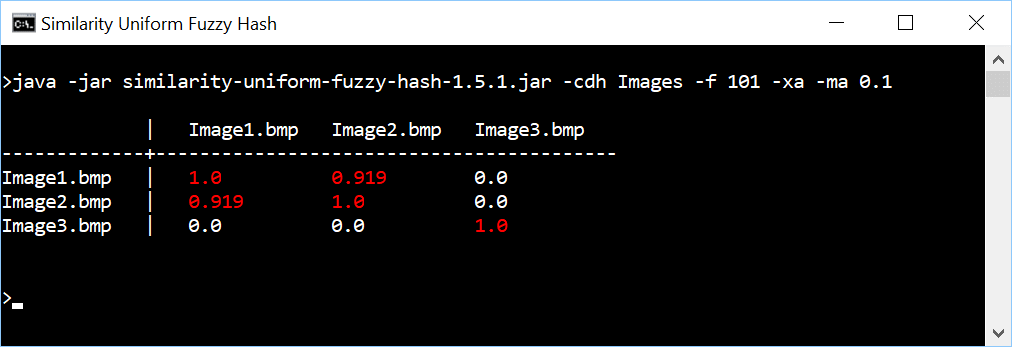 Similarity Uniform Fuzzy Hash
>java -jar similarity-uniform-fuzzy-hash-1.5.1.jar -cdh Images -f 101 -xa -ma 0.1
| Image1.bmp Image2.bmp Image3.bmp
-------------+------------------------------------------
Image1.bmp | 1.0 0.919 0.0
Image2.bmp | 0.919 1.0 0.0
Image3.bmp | 0.0 0.0 1.0
>_